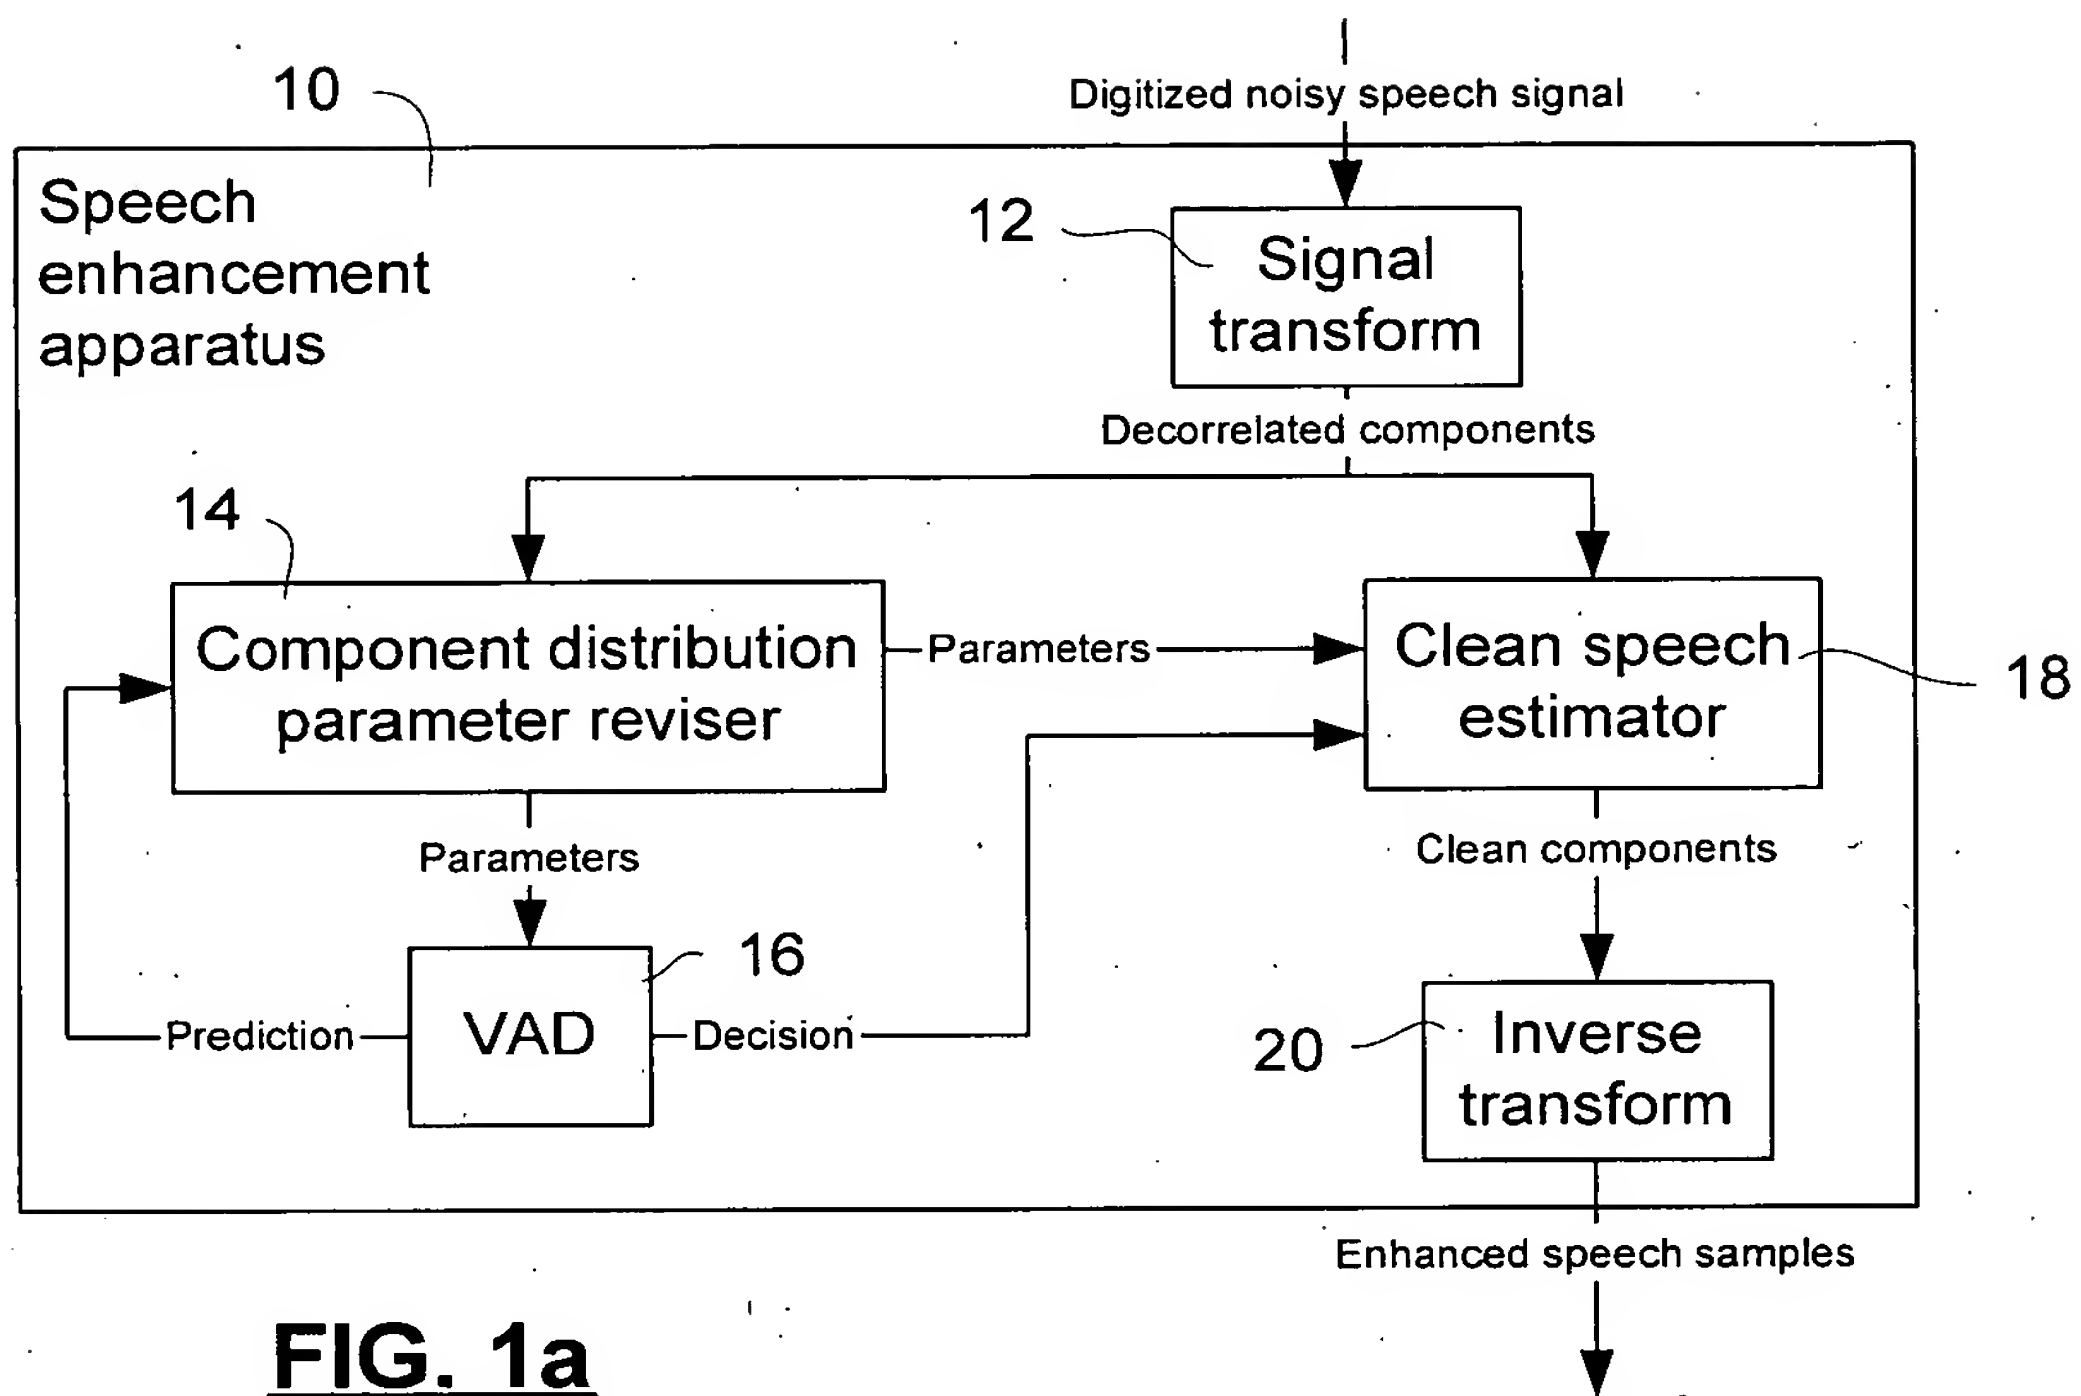 Digitized noisy speech signal
10
Speech
enhancement
apparatus
12
Signal
transform
Decorrelated components
14
Component distribution
parameter reviser
Parameters
Clean speech
estimator
18
Parameters
Clean components
16
VAD
Prediction
Decision
20
Inverse
transform
Enhanced speech samples
FIG. 1a